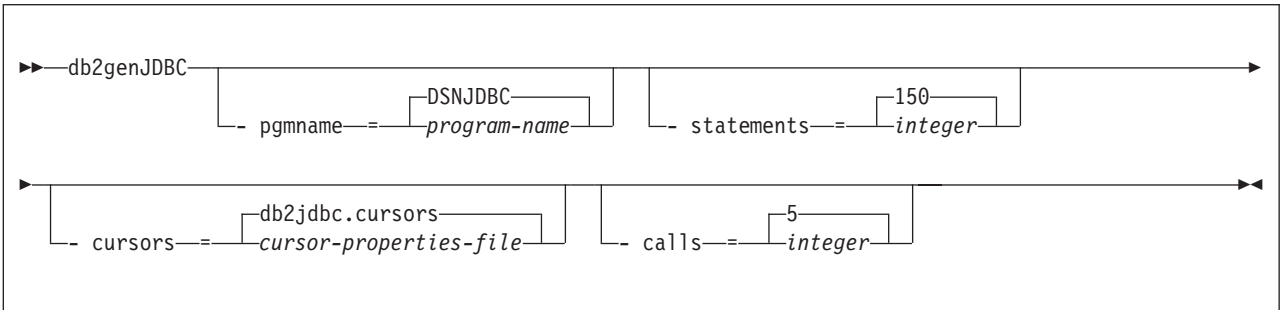 db2genJDBC
DSNJDBC
150
- pgmname = program-name
- statements = integer
db2jdbc.cursors
5
- cursors = cursor-properties-file
- calls = integer